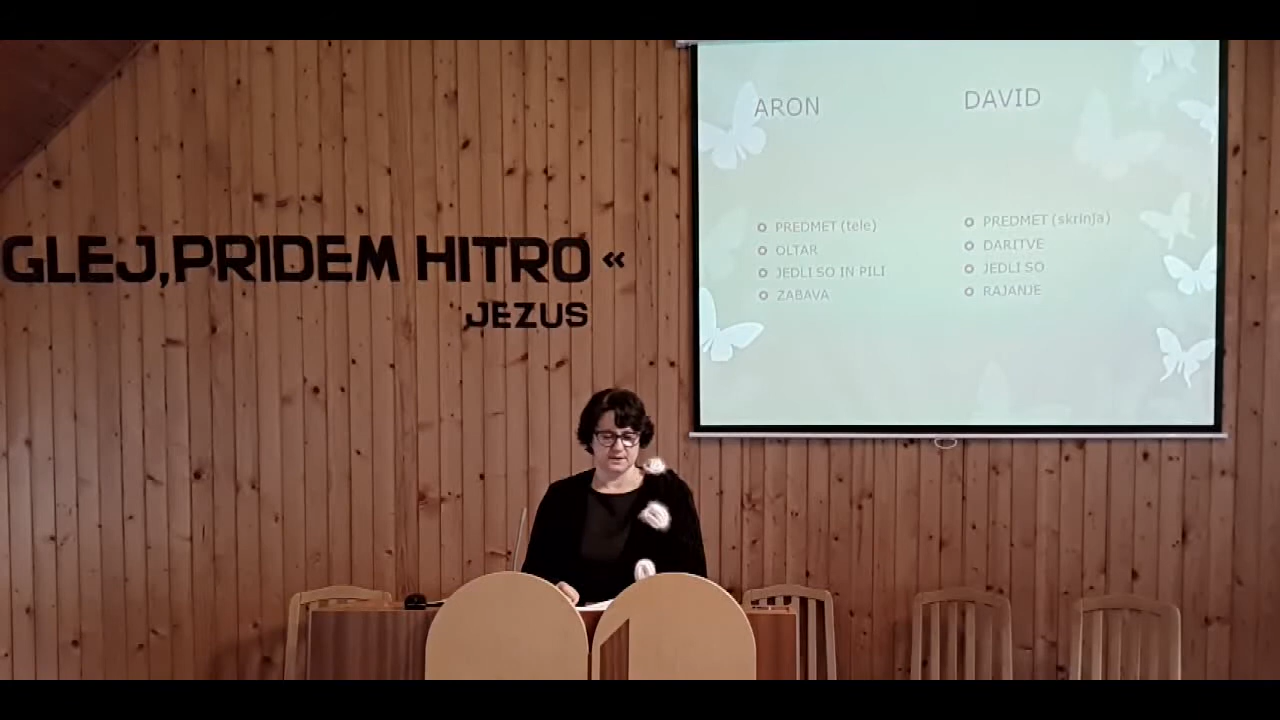 GLEJ, PRIDEM HITRO «
JEZUS
ARON
PREDMET (tele)
OLTAR
JEDLI SO IN PILI
ZABAVA
DAVID
PREDMET (skrinja)
DARITVE
JEDLI SO
RAJANJE